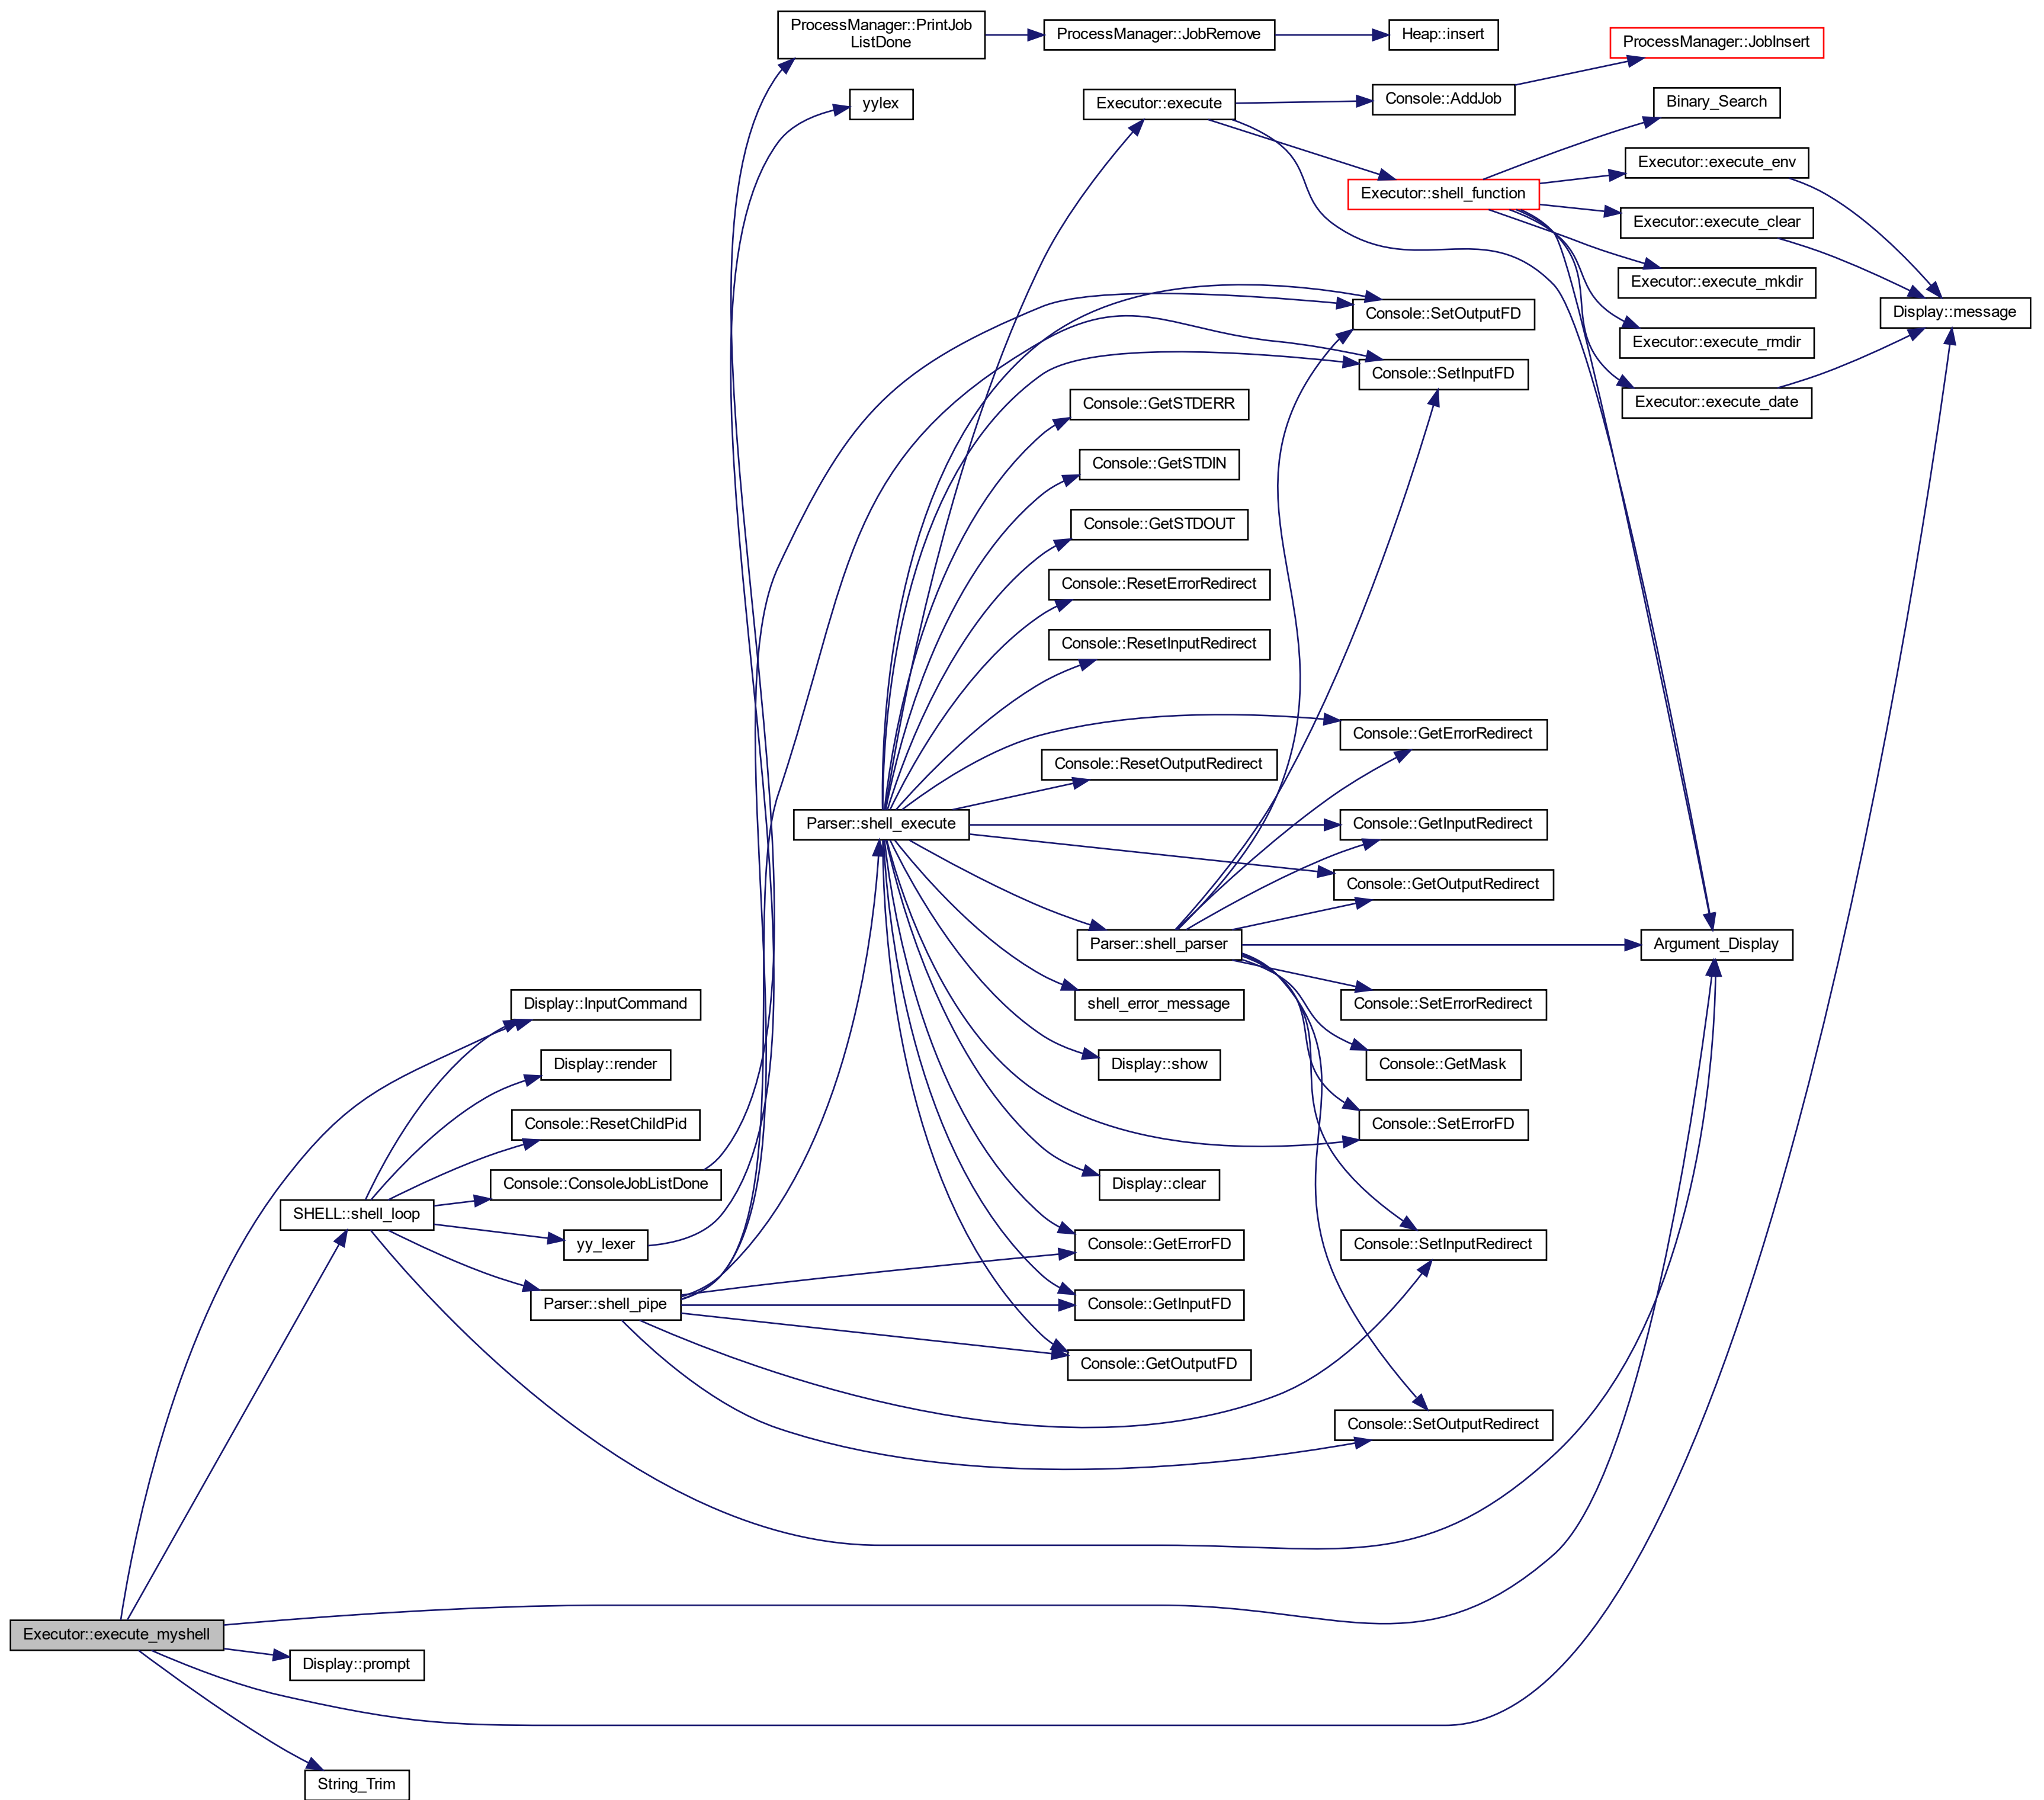 ProcessManager::PrintJob
ListDone
ProcessManager::JobRemove
Heap::insert
ProcessManager::JobInsert
yylex
Executor::execute
Console::AddJob
Binary_Search
Executor::execute_env
Executor::shell_function
Executor::execute_clear
Executor::execute_mkdir
Display::message
Console::SetOutputFD
Executor::execute_rmdir
Console::SetInputFD
Executor::execute_date
Console::GetSTDERR
Console::GetSTDIN
Console::GetSTDOUT
Console::ResetErrorRedirect
Console::ResetInputRedirect
Console::GetErrorRedirect
Console::ResetOutputRedirect
Parser::shell_execute
Console::GetInputRedirect
Console::GetOutputRedirect
Parser::shell_parser
Argument_Display
Display::InputCommand
shell_error_message
Console::SetErrorRedirect
Display::render
Display::show
Console::GetMask
Console::ResetChildPid
Console::SetErrorFD
Console::ConsoleJobListDone
Display::clear
SHELL::shell_loop
yy_lexer
Console::GetErrorFD
Console::SetInputRedirect
Parser::shell_pipe
Console::GetInputFD
Console::GetOutputFD
Console::SetOutputRedirect
Executor::execute_myshell
Display::prompt
String_Trim